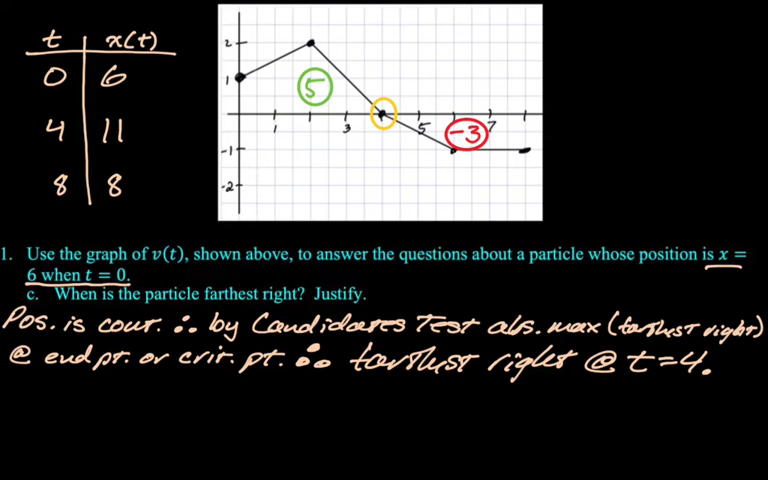 t x(t)
0 6
4 11
8 8
2
1
-1
-2
1 3 5 7
5
-3
1. Use the graph of v(t), shown above, to answer the questions about a particle whose position is x =
6 when t = 0.
c. When is the particle farthest right? Justify.
Pos. is cont. ∴ by Candidates Test abs. max (farthest right)
@ end pt. or crit. pt. ∴ farthest right @ t=4.